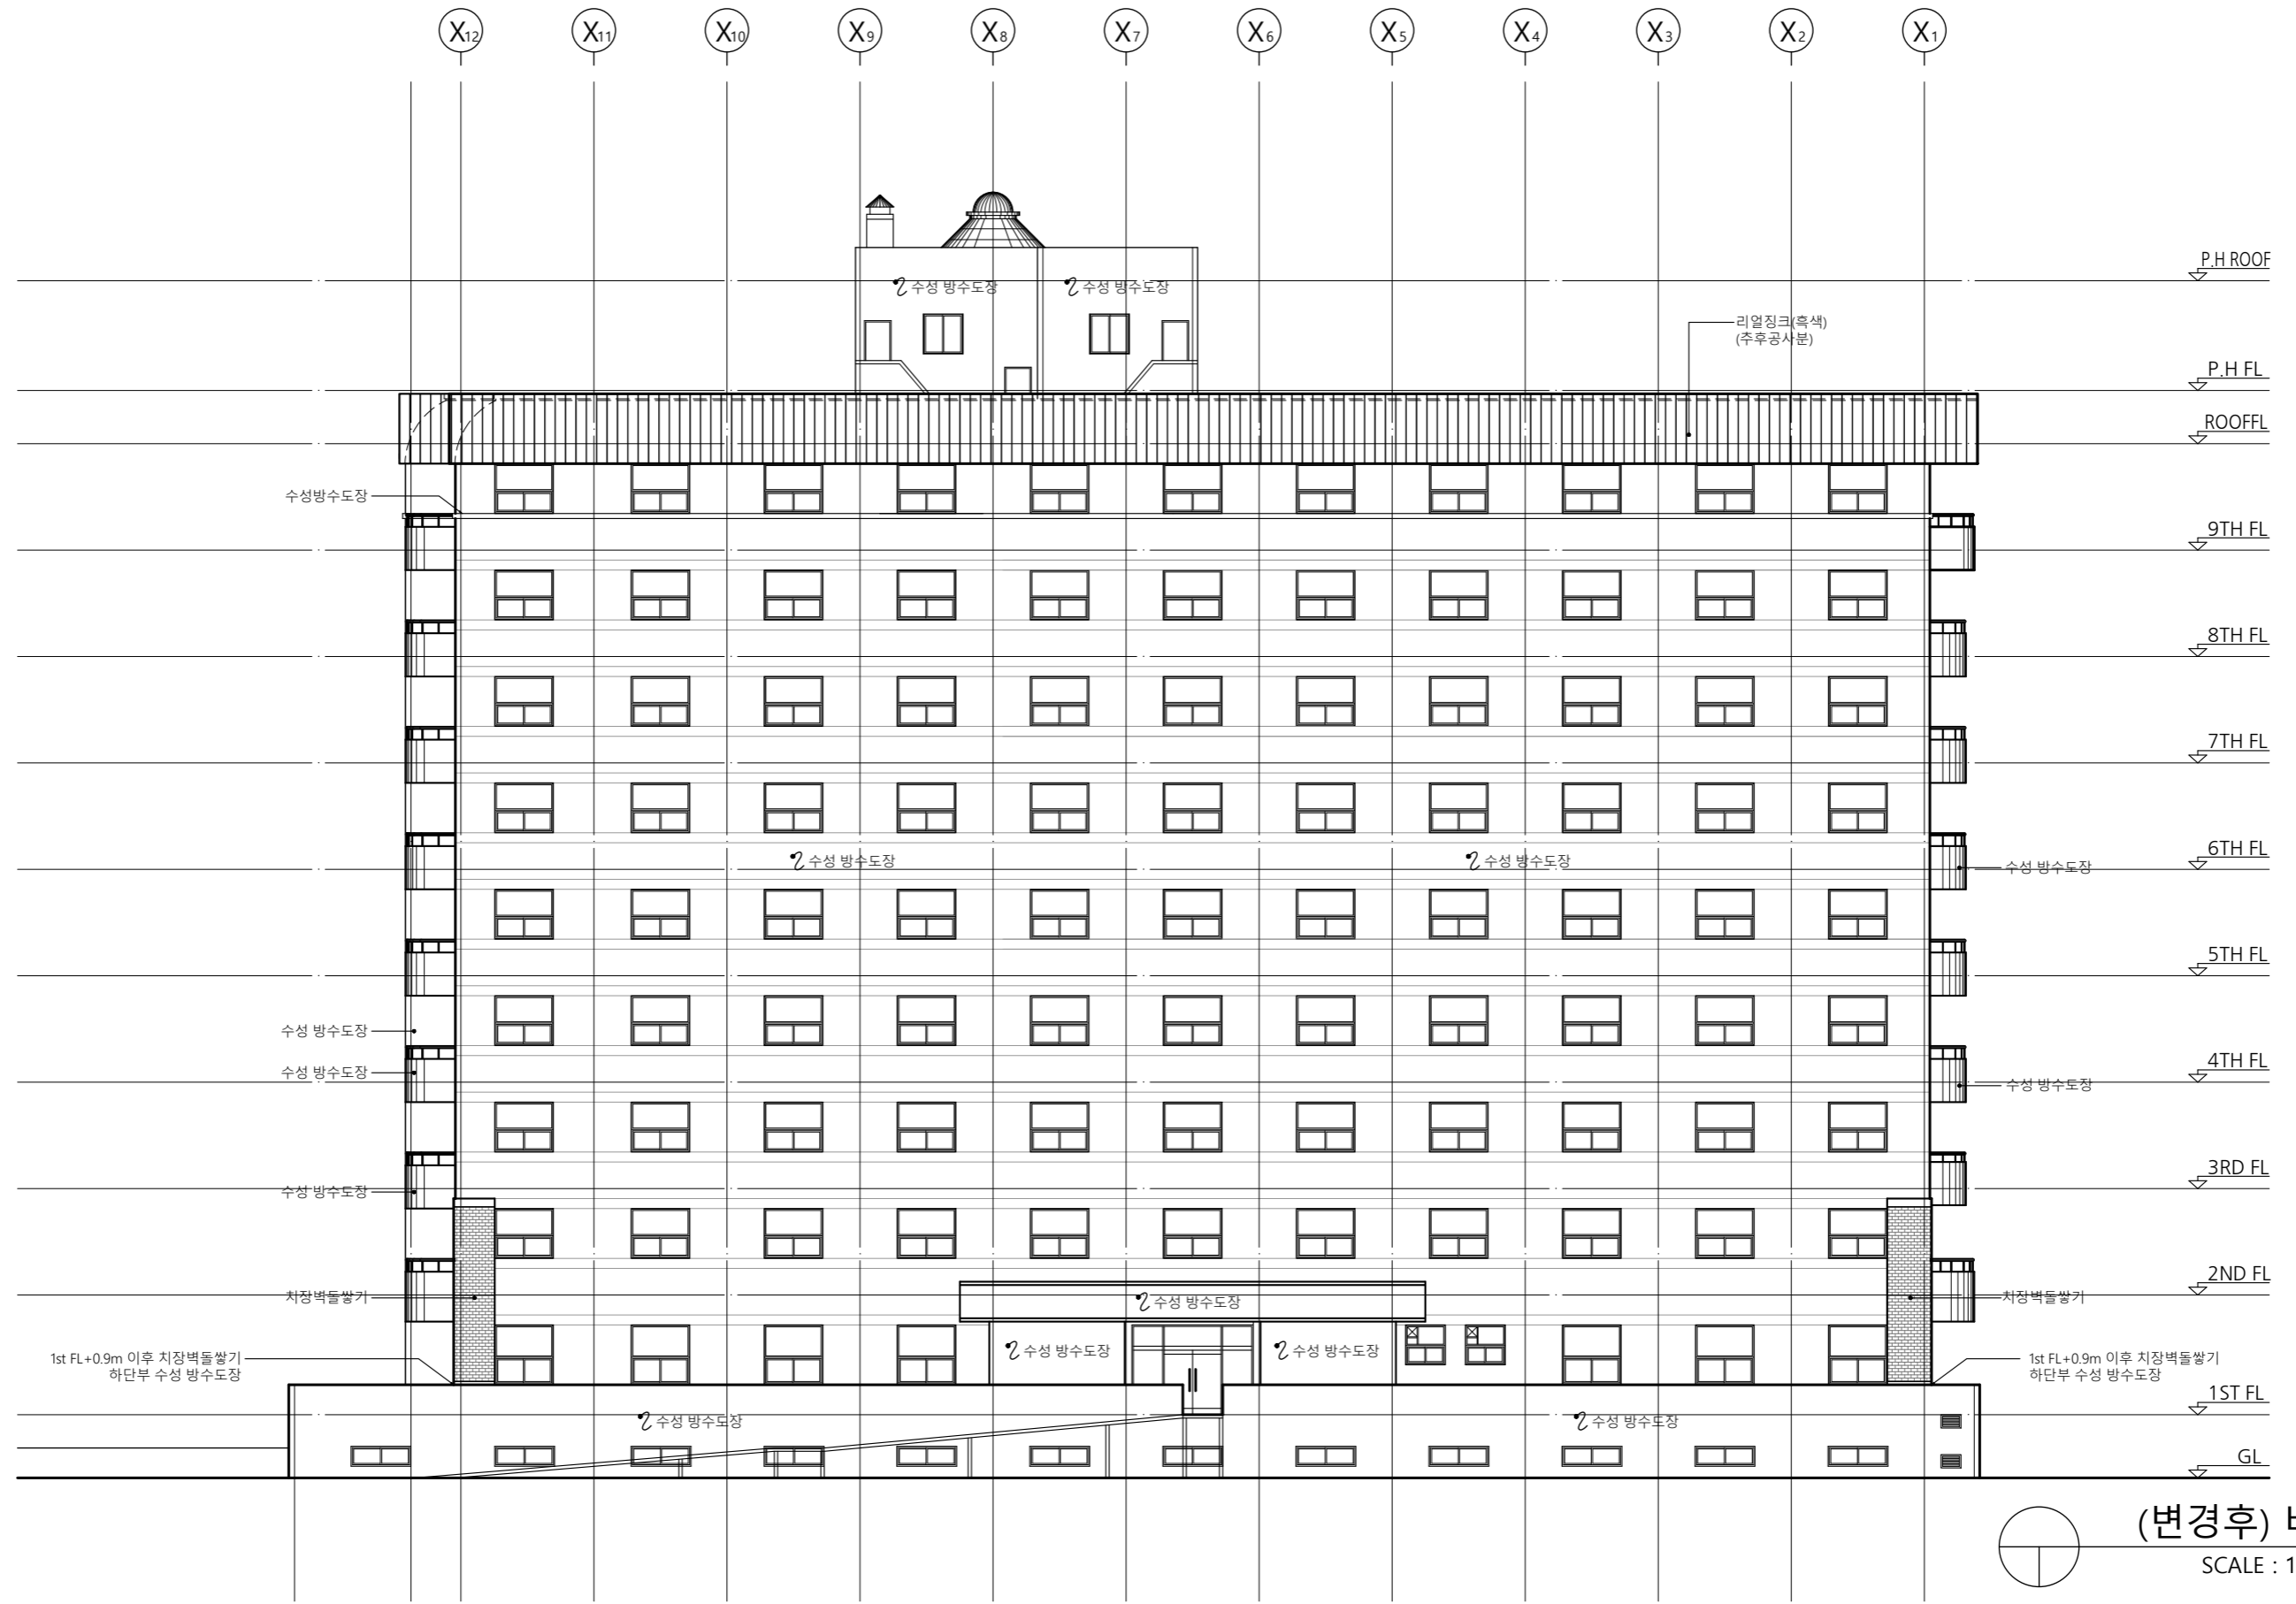 X12 X11 X10 X9 X8 X7 X6 X5 X4 X3 X2 X1
P.H ROOF
수성 방수도장
수성 방수도장
리얼징크(흑색)
(추후공사분)
P.H FL
ROOFFL
수성방수도장
9TH FL
8TH FL
7TH FL
6TH FL
수성 방수도장
수성 방수도장
수성 방수도장
5TH FL
수성 방수도장
4TH FL
수성 방수도장
수성 방수도장
3RD FL
수성 방수도장
2ND FL
치장벽돌쌓기
수성 방수도장
치장벽돌쌓기
수성 방수도장
수성 방수도장
1st FL+0.9m 이후 치장벽돌쌓기
하단부 수성 방수도장
1st FL+0.9m 이후 치장벽돌쌓기
하단부 수성 방수도장
1ST FL
수성 방수도장
수성 방수도장
GL
(변경후)
SCALE : 1